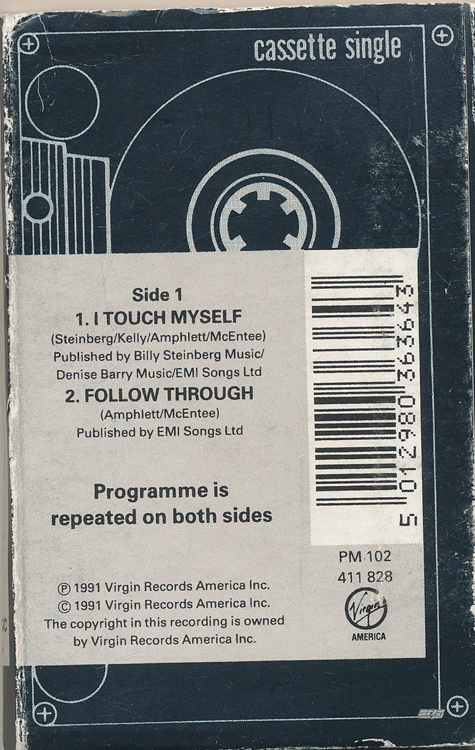 cassette single
Side 1
1. I TOUCH MYSELF
(Steinberg/Kelly/Amphlett/McEntee)
Published by Billy Steinberg Music/
Denise Barry Music/EMI Songs Ltd
2. FOLLOW THROUGH
(Amphlett/McEntee)
Published by EMI Songs Ltd
Programme is
repeated on both sides
℗ 1991 Virgin Records America Inc.
© 1991 Virgin Records America Inc.
The copyright in this recording is owned
by Virgin Records America Inc.
5 012980 363643
PM 102
411 828
Virgin
AMERICA